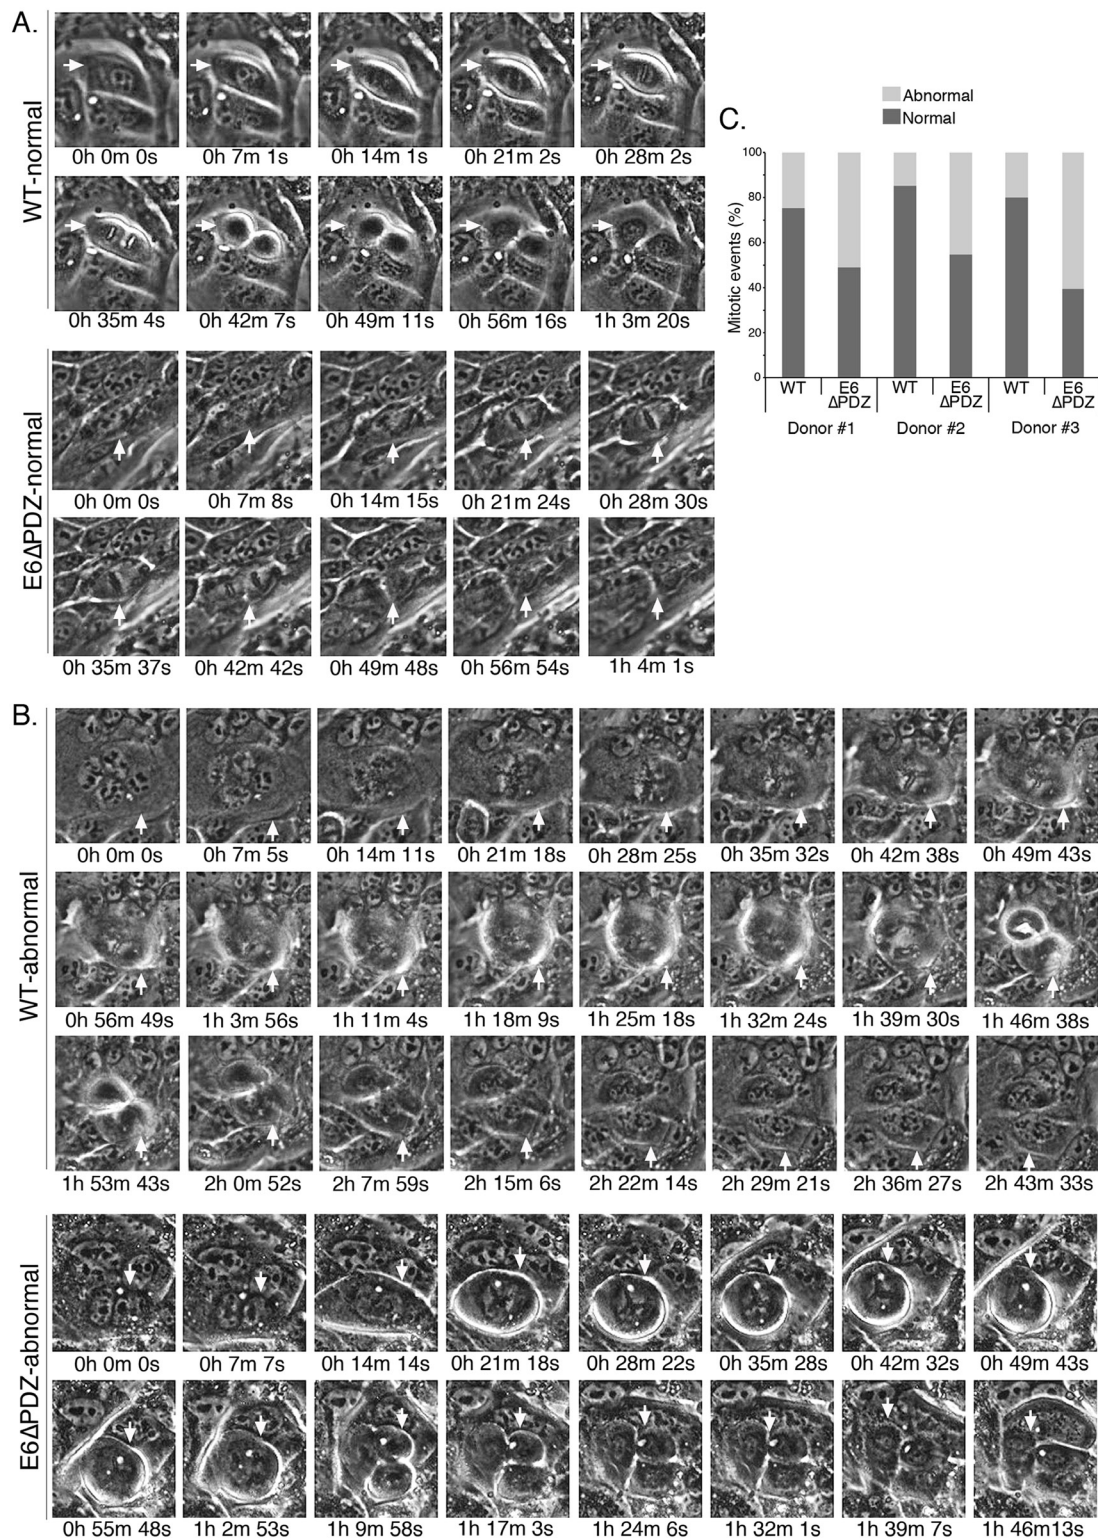 A.
WT-normal
0h 0m 0s 0h 7m 1s 0h 14m 1s 0h 21m 2s 0h 28m 2s
0h 35m 4s 0h 42m 7s 0h 49m 11s 0h 56m 16s 1h 3m 20s
E6ΔPDZ-normal
0h 0m 0s 0h 7m 8s 0h 14m 15s 0h 21m 24s 0h 28m 30s
0h 35m 37s 0h 42m 42s 0h 49m 48s 0h 56m 54s 1h 4m 1s
C.
Abnormal
Normal
Mitotic events (%)
100
80
60
40
20
0
WT E6 ΔPDZ WT E6 ΔPDZ WT E6 ΔPDZ
Donor #1 Donor #2 Donor #3
B.
WT-abnormal
0h 0m 0s 0h 7m 5s 0h 14m 11s 0h 21m 18s 0h 28m 25s 0h 35m 32s 0h 42m 38s 0h 49m 43s
0h 56m 49s 1h 3m 56s 1h 11m 4s 1h 18m 9s 1h 25m 18s 1h 32m 24s 1h 39m 30s 1h 46m 38s
1h 53m 43s 2h 0m 52s 2h 7m 59s 2h 15m 6s 2h 22m 14s 2h 29m 21s 2h 36m 27s 2h 43m 33s
E6ΔPDZ-abnormal
0h 0m 0s 0h 7m 7s 0h 14m 14s 0h 21m 18s 0h 28m 22s 0h 35m 28s 0h 42m 32s 0h 49m 43s
0h 55m 48s 1h 2m 53s 1h 9m 58s 1h 17m 3s 1h 24m 6s 1h 32m 1s 1h 39m 7s 1h 46m13s